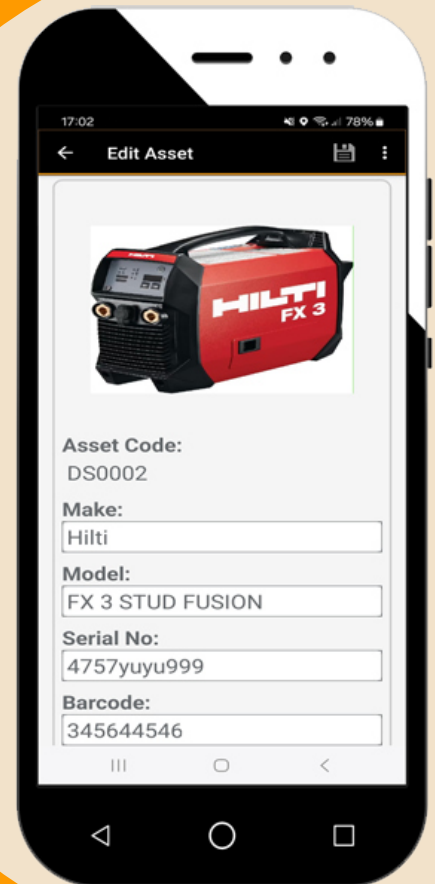 17:02 78%
Edit Asset
HILTI
FX 3
Asset Code:
DS0002
Make:
Hilti
Model:
FX 3 STUD FUSION
Serial No:
4757yuyu999
Barcode:
345644546